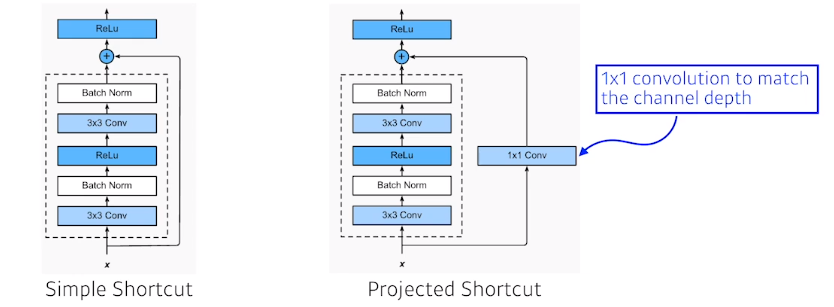 ReLu
+
Batch Norm
3x3 Conv
ReLu
Batch Norm
3x3 Conv
x
Simple Shortcut
ReLu
+
Batch Norm
3x3 Conv
ReLu
Batch Norm
3x3 Conv
1x1 Conv
x
Projected Shortcut
1x1 convolution to match
the channel depth